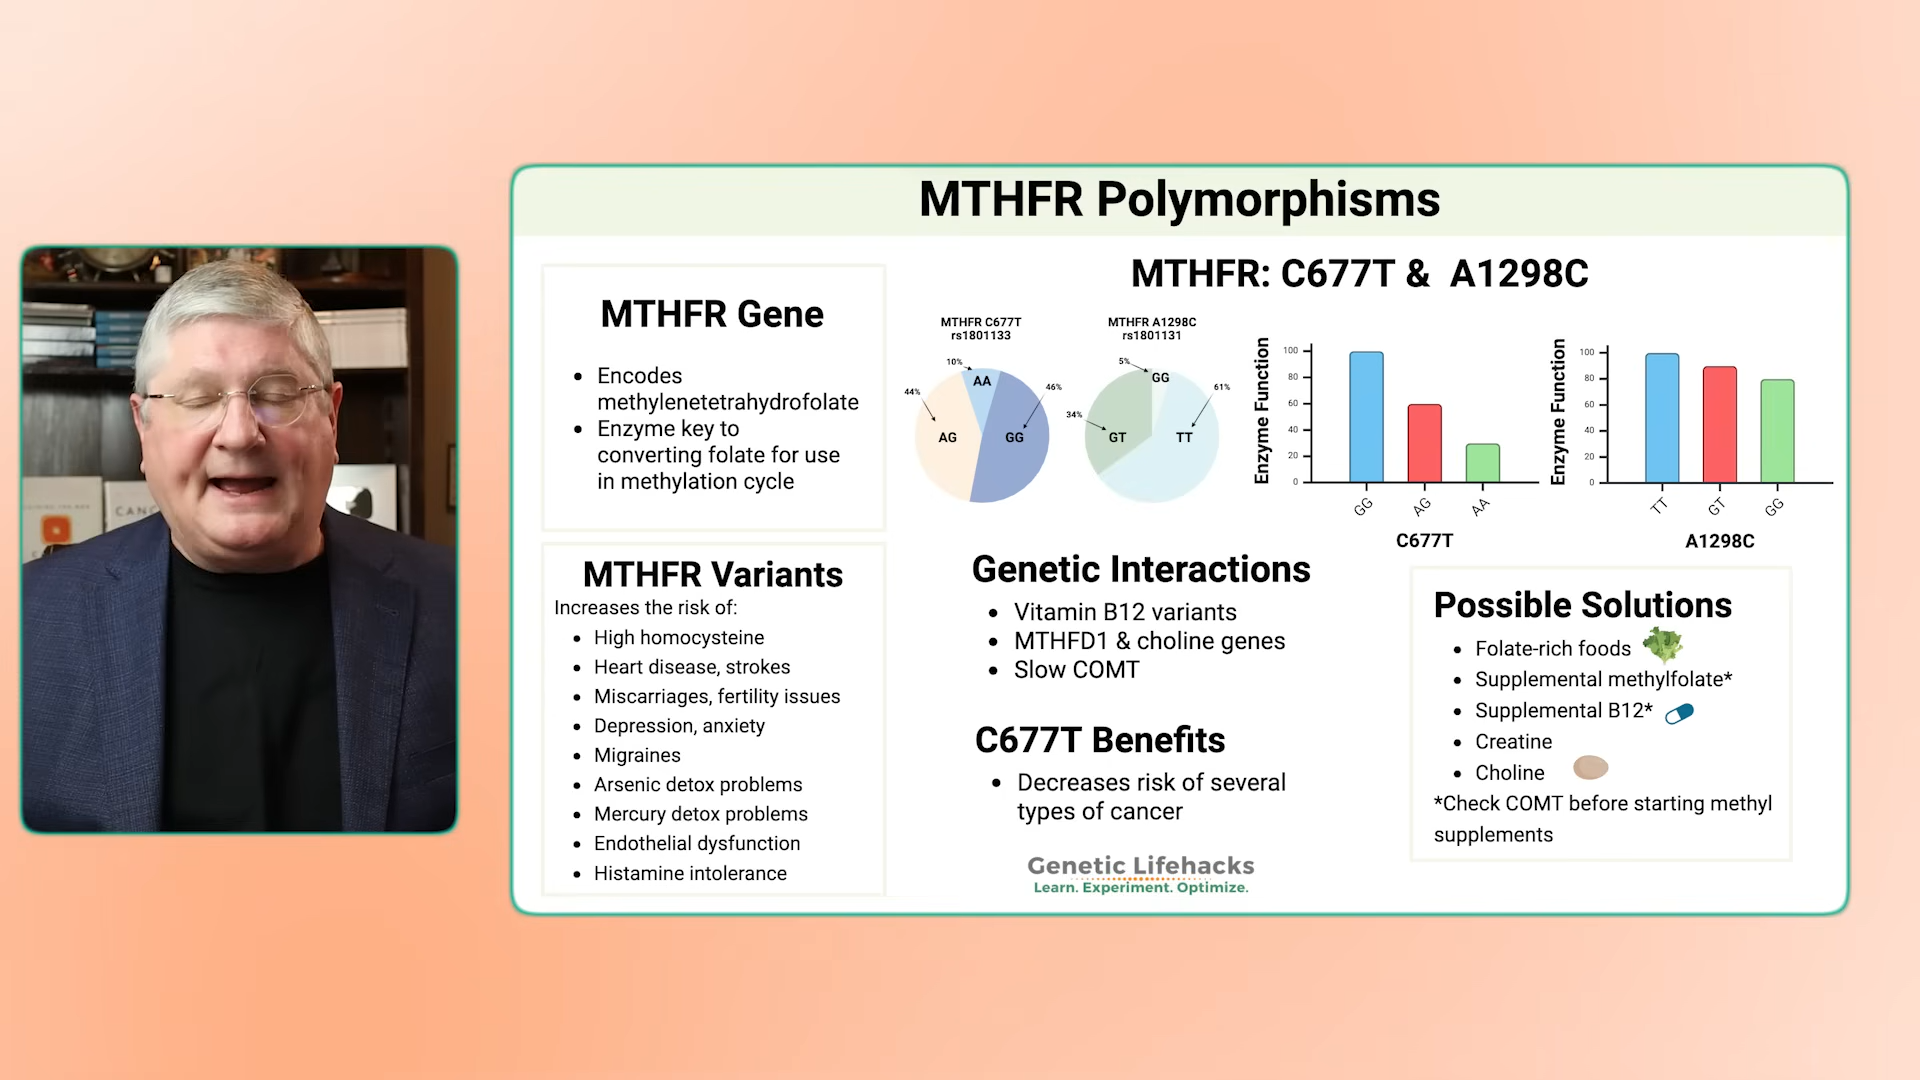 MTHFR Polymorphisms
MTHFR Gene
• Encodes
methylenetetrahydrofolate
• Enzyme key to
converting folate for use
in methylation cycle
MTHFR Variants
Increases the risk of:
• High homocysteine
• Heart disease, strokes
• Miscarriages, fertility issues
• Depression, anxiety
• Migraines
• Arsenic detox problems
• Mercury detox problems
• Endothelial dysfunction
• Histamine intolerance
MTHFR: C677T & A1298C
MTHFR C677T
rs1801133
10%
AA
44%
46%
AG
GG
MTHFR A1298C
rs1801131
5%
GG
61%
34%
GT
TT
Enzyme Function
100
80
60
40
20
0
GG
AG
AA
C677T
Enzyme Function
100
80
60
40
20
0
TT
GT
GG
A1298C
Genetic Interactions
• Vitamin B12 variants
• MTHFD1 & choline genes
• Slow COMT
C677T Benefits
• Decreases risk of several
types of cancer
Genetic Lifehacks
Learn. Experiment. Optimize.
Possible Solutions
• Folate-rich foods
• Supplemental methylfolate*
• Supplemental B12*
• Creatine
• Choline
*Check COMT before starting methyl
supplements
CANC